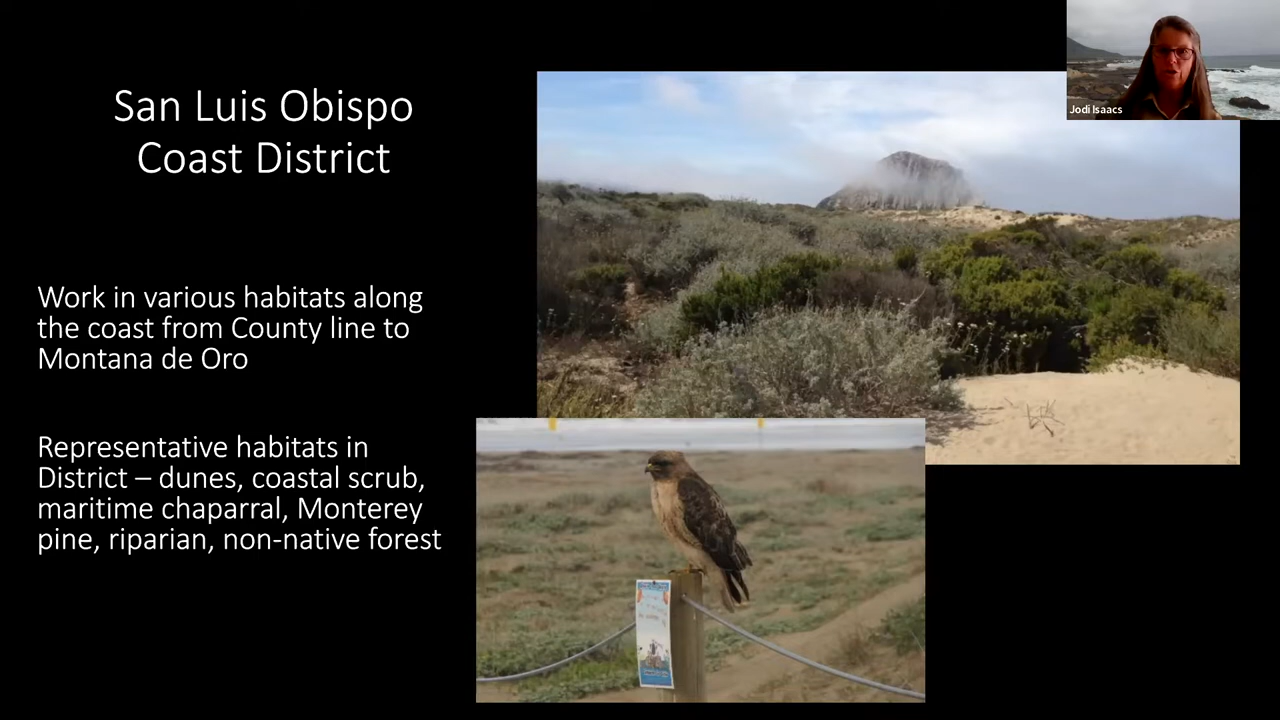 San Luis Obispo
Coast District
Work in various habitats along
the coast from County line to
Montana de Oro
Representative habitats in
District – dunes, coastal scrub,
maritime chaparral, Monterey
pine, riparian, non-native forest
Jodi Isaacs